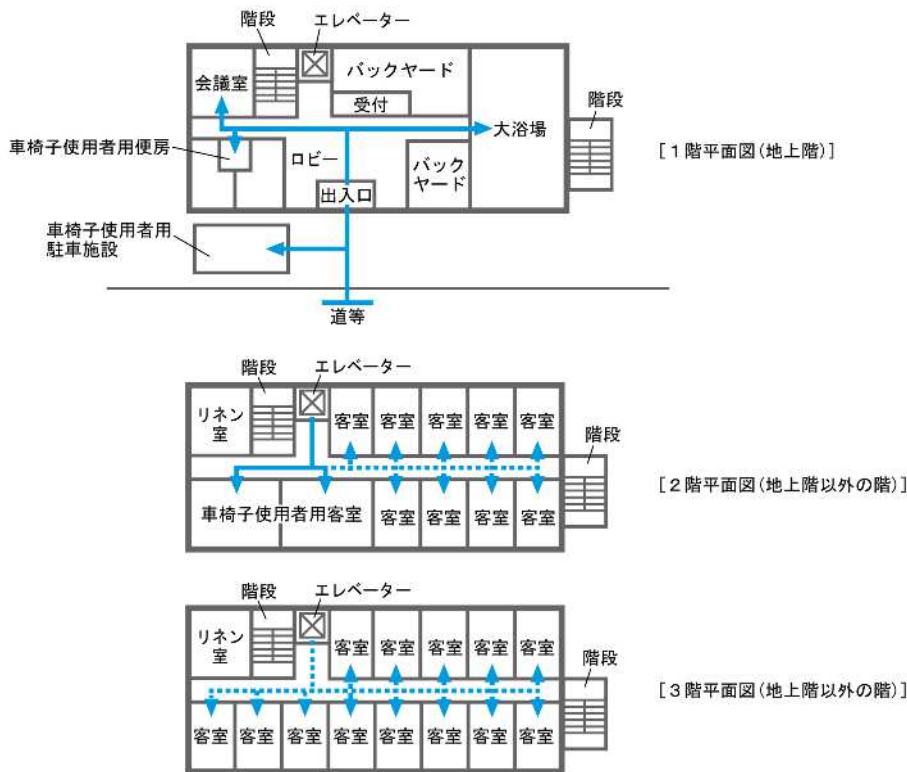 階段
エレベーター
会議室
バックヤード
受付
大浴場
階段
車椅子使用者用便房
ロビー
バック
ヤード
[1階平面図(地上階)]
出入口
車椅子使用者用
駐車施設
道等
階段
エレベーター
リネン
室
客室
客室
客室
客室
客室
階段
[2階平面図(地上階以外の階)]
車椅子使用者用客室
客室
客室
客室
客室
階段
エレベーター
リネン
室
客室
客室
客室
客室
客室
階段
[3階平面図(地上階以外の階)]
客室
客室
客室
客室
客室
客室
客室
客室